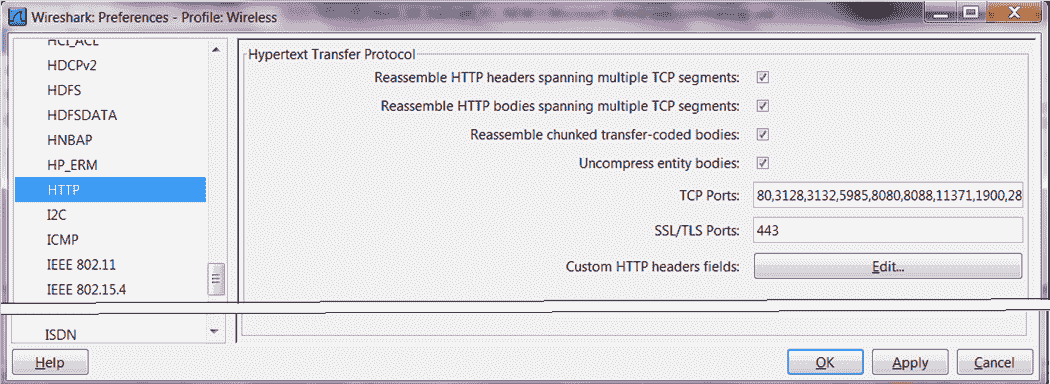 Wireshark: Preferences - Profile: Wireless
HCI_ACL
HDCPv2
HDFS
HDFSDATA
HNBAP
HP_ERM
HTTP
I2C
ICMP
IEEE 802.11
IEEE 802.15.4
ISDN
Hypertext Transfer Protocol
Reassemble HTTP headers spanning multiple TCP segments:
Reassemble HTTP bodies spanning multiple TCP segments:
Reassemble chunked transfer-coded bodies:
Uncompress entity bodies:
TCP Ports: 80,3128,3132,5985,8080,8088,11371,1900,28
SSL/TLS Ports: 443
Custom HTTP headers fields: Edit...
Help OK Apply Cancel